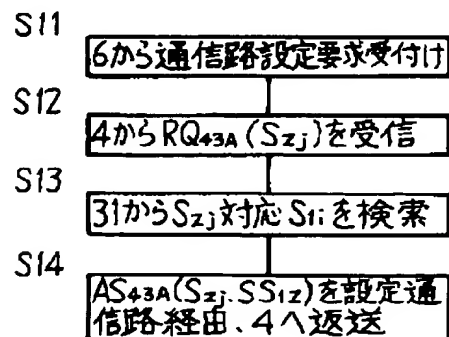 S11
6から通信路設定要求受付け
S12
4からRQ43A(Szj)を受信
S13
31からSzj対応S1iを検索
S14
AS43A(Szj.SS1z)を設定通
信路経由、4へ返送